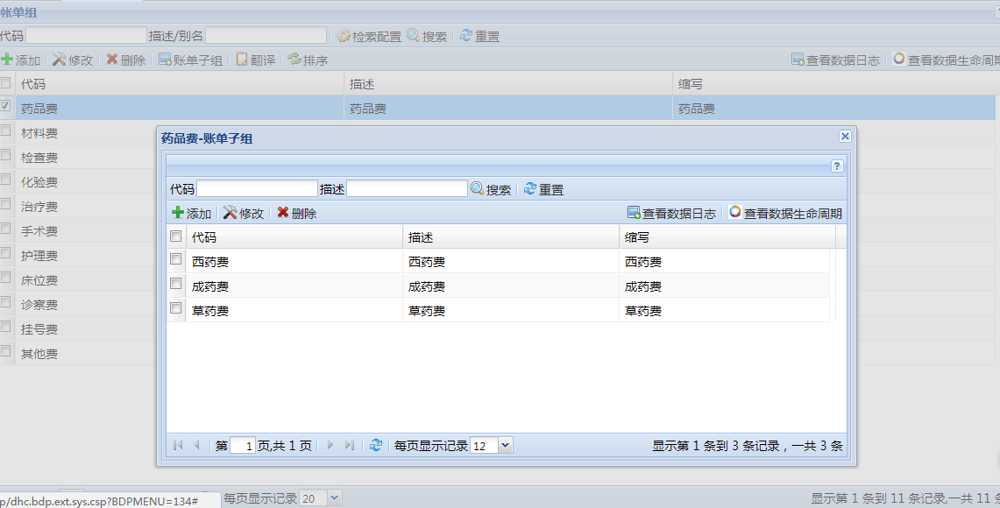 帐单组
代码 描述/别名 检索配置 搜索 重置
添加 修改 删除 账单子组 翻译 排序 查看数据日志 查看数据生命周期
代码 描述 缩写
药品费 药品费 药品费
材料费
检查费
化验费
治疗费
手术费
护理费
床位费
诊察费
挂号费
其他费
药品费-账单子组
?
代码 描述 搜索 重置
添加 修改 删除 查看数据日志 查看数据生命周期
代码 描述 缩写
西药费 西药费 西药费
成药费 成药费 成药费
草药费 草药费 草药费
第 1 页,共 1 页 每页显示记录 12 显示第 1 条到 3 条记录，一共 3 条
p/dhc.bdp.ext.sys.csp?BDPMENU=134# 每页显示记录 20 显示第 1 条到 11 条记录,一共 11